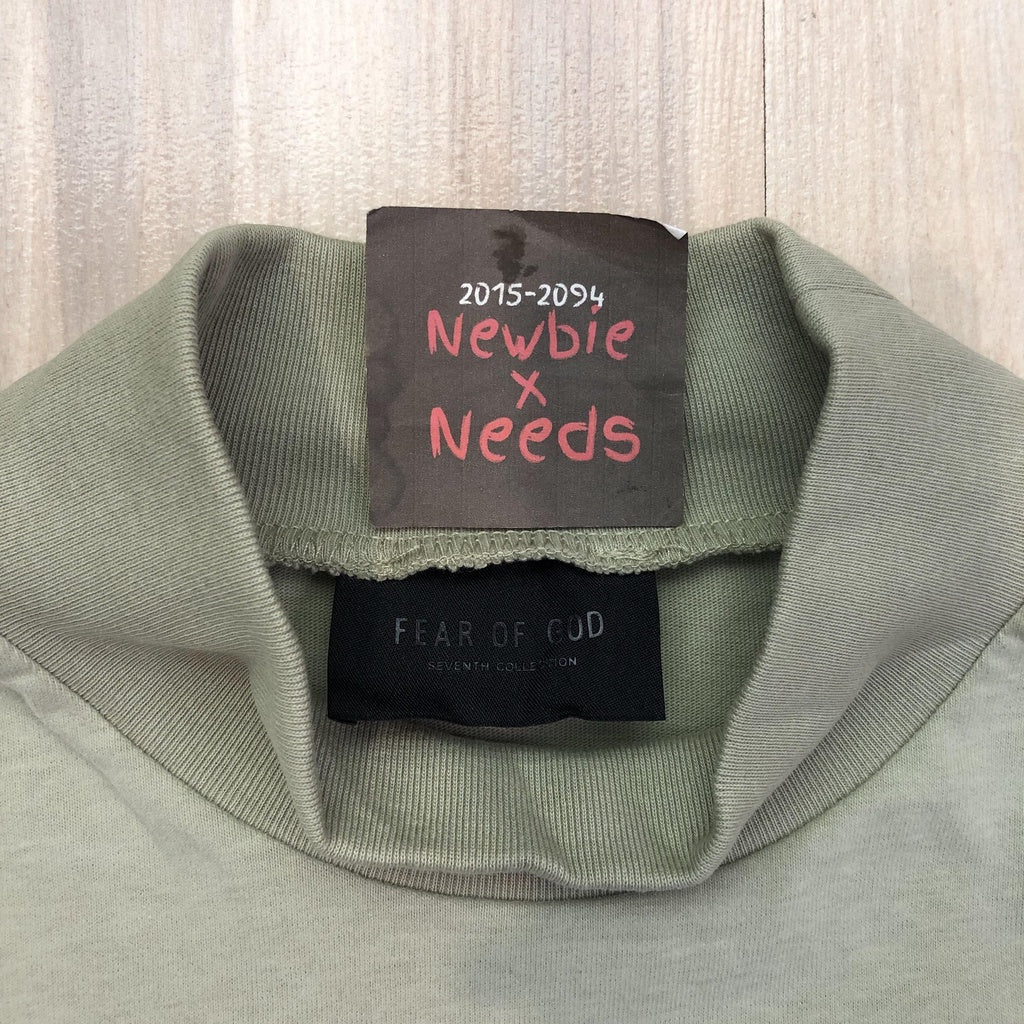 2015-2094
Newbie
x
Needs
FEAR OF GOD
SEVENTH COLLECTION